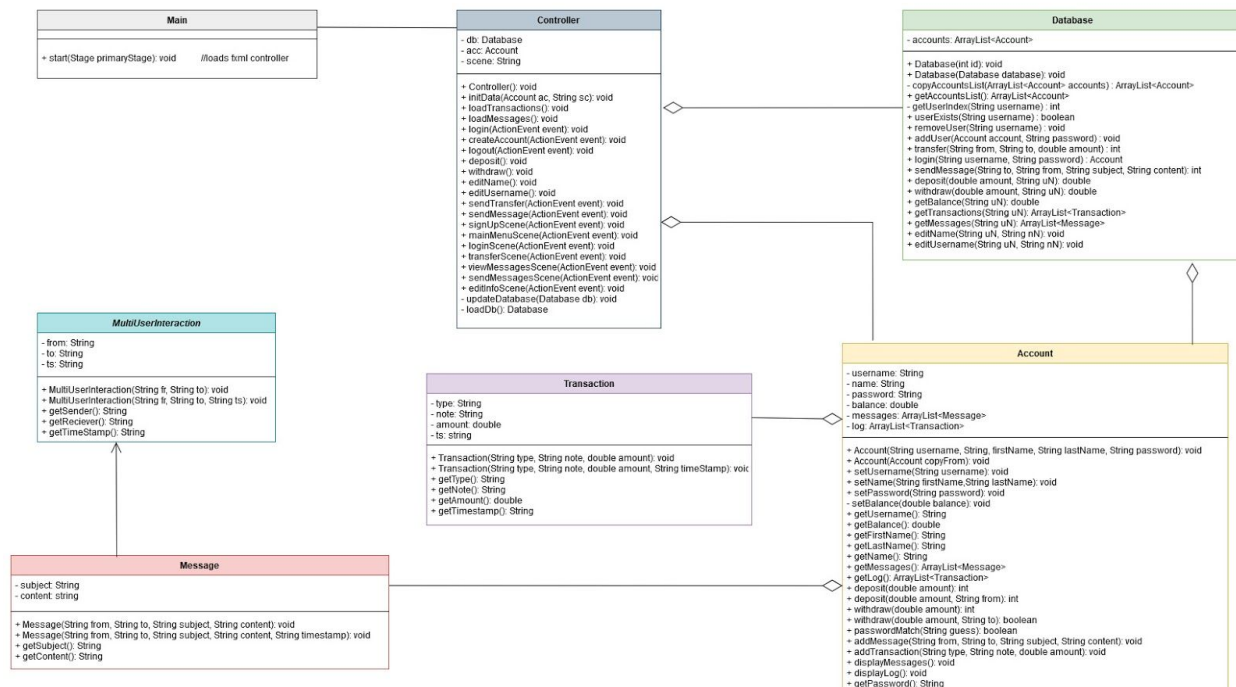 Main
+ start(Stage primaryStage): void //loads fxml controller
Controller
- db: Database
- acc: Account
- scene: String
+ Controller(): void
+ initData(Account ac, String sc): void
+ loadTransactions(): void
+ loadMessages(): void
+ login(ActionEvent event): void
+ createAccount(ActionEvent event): void
+ logout(ActionEvent event): void
+ deposit(): void
+ withdraw(): void
+ editName(): void
+ editUsername(): void
+ sendTransfer(ActionEvent event): void
+ sendMessage(ActionEvent event): void
+ signUpScene(ActionEvent event): void
+ mainMenuScene(ActionEvent event): void
+ loginScene(ActionEvent event): void
+ transferScene(ActionEvent event): void
+ viewMessagesScene(ActionEvent event): void
+ sendMessagesScene(ActionEvent event): void
+ editInfoScene(ActionEvent event): void
- updateDatabase(Database db): void
- loadDb(): Database
Database
- accounts: ArrayList<Account>
+ Database(int id): void
+ Database(Database database): void
- copyAccountsList(ArrayList<Account> accounts) : ArrayList<Account>
+ getAccountsList(): ArrayList<Account>
- getUserIndex(String username) : int
+ userExists(String username) : boolean
+ removeUser(String username) : void
+ addUser(Account account, String password) : void
+ transfer(String from, String to, double amount) : int
+ login(String username, String password) : Account
+ sendMessage(String to, String from, String subject, String content): int
+ deposit(double amount, String uN): double
+ withdraw(double amount, String uN): double
+ getBalance(String uN): double
+ getTransactions(String uN): ArrayList<Transaction>
+ getMessages(String uN): ArrayList<Message>
+ editName(String uN, String nN): void
+ editUsername(String uN, String nN): void
MultiUserInteraction
- from: String
- to: String
- ts: String
+ MultiUserInteraction(String fr, String to): void
+ MultiUserInteraction(String fr, String to, String ts): void
+ getSender(): String
+ getReciever(): String
+ getTimeStamp(): String
Transaction
- type: String
- note: String
- amount: double
- ts: string
+ Transaction(String type, String note, double amount): void
+ Transaction(String type, String note, double amount, String timeStamp): void
+ getType(): String
+ getNote(): String
+ getAmount(): double
+ getTimestamp(): String
Account
- username: String
- name: String
- password: String
- balance: double
- messages: ArrayList<Message>
- log: ArrayList<Transaction>
+ Account(String username, String, firstName, String lastName, String password): void
+ Account(Account copyFrom): void
+ setUsername(String username): void
+ setName(String firstName,String lastName): void
+ setPassword(String password): void
- setBalance(double balance): void
+ getUsername(): String
+ getBalance(): double
+ getFirstName(): String
+ getLastName(): String
+ getName(): String
+ getMessages(): ArrayList<Message>
+ getLog(): ArrayList<Transaction>
+ deposit(double amount): int
+ deposit(double amount, String from): int
+ withdraw(double amount): int
+ withdraw(double amount, String to): boolean
+ passwordMatch(String guess): boolean
+ addMessage(String from, String to, String subject, String content): void
+ addTransaction(String type, String note, double amount): void
+ displayMessages(): void
+ displayLog(): void
+ getPassword(): String
Message
- subject: String
- content: string
+ Message(String from, String to, String subject, String content): void
+ Message(String from, String to, String subject, String content, String timestamp): void
+ getSubject(): String
+ getContent(): String